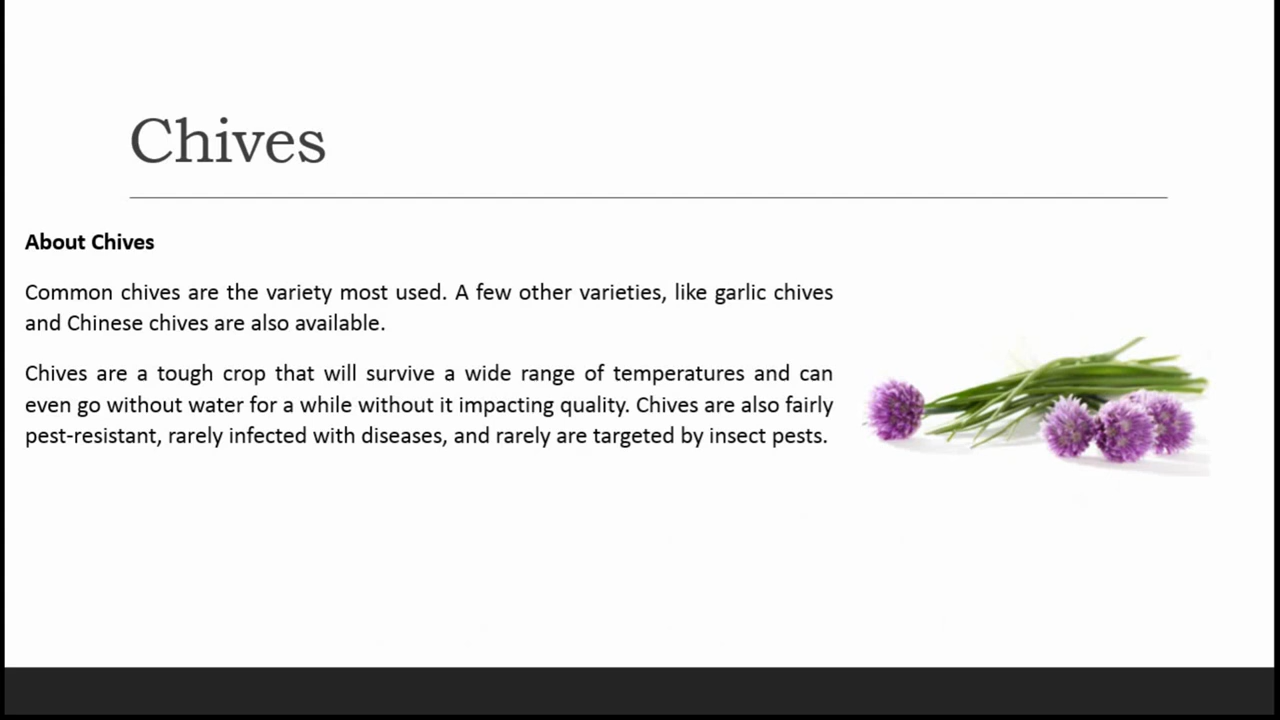 Chives
About Chives
Common chives are the variety most used. A few other varieties, like garlic chives
and Chinese chives are also available.
Chives are a tough crop that will survive a wide range of temperatures and can
even go without water for a while without it impacting quality. Chives are also fairly
pest-resistant, rarely infected with diseases, and rarely are targeted by insect pests.